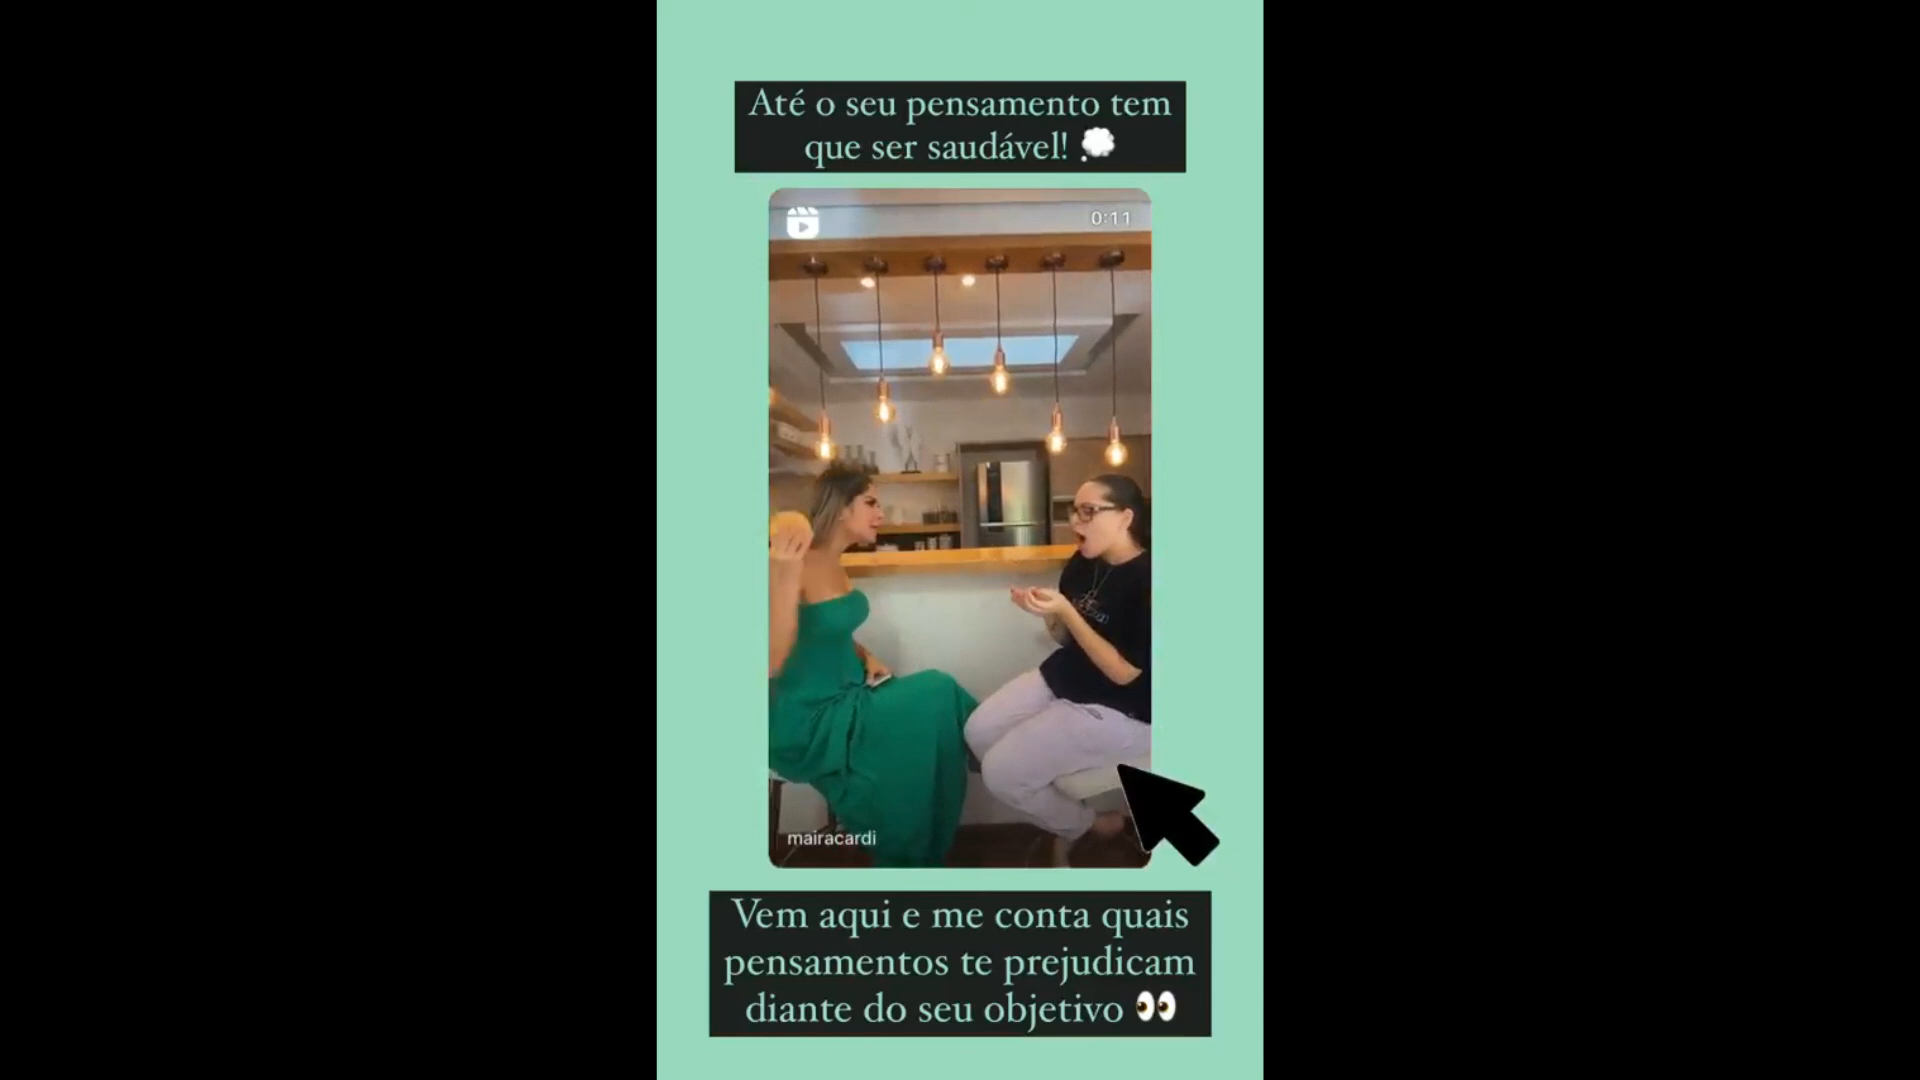 Até o seu pensamento tem
que ser saudável! 💭
0:11
mairacardi
Vem aqui e me conta quais
pensamentos te prejudicam
diante do seu objetivo 👀